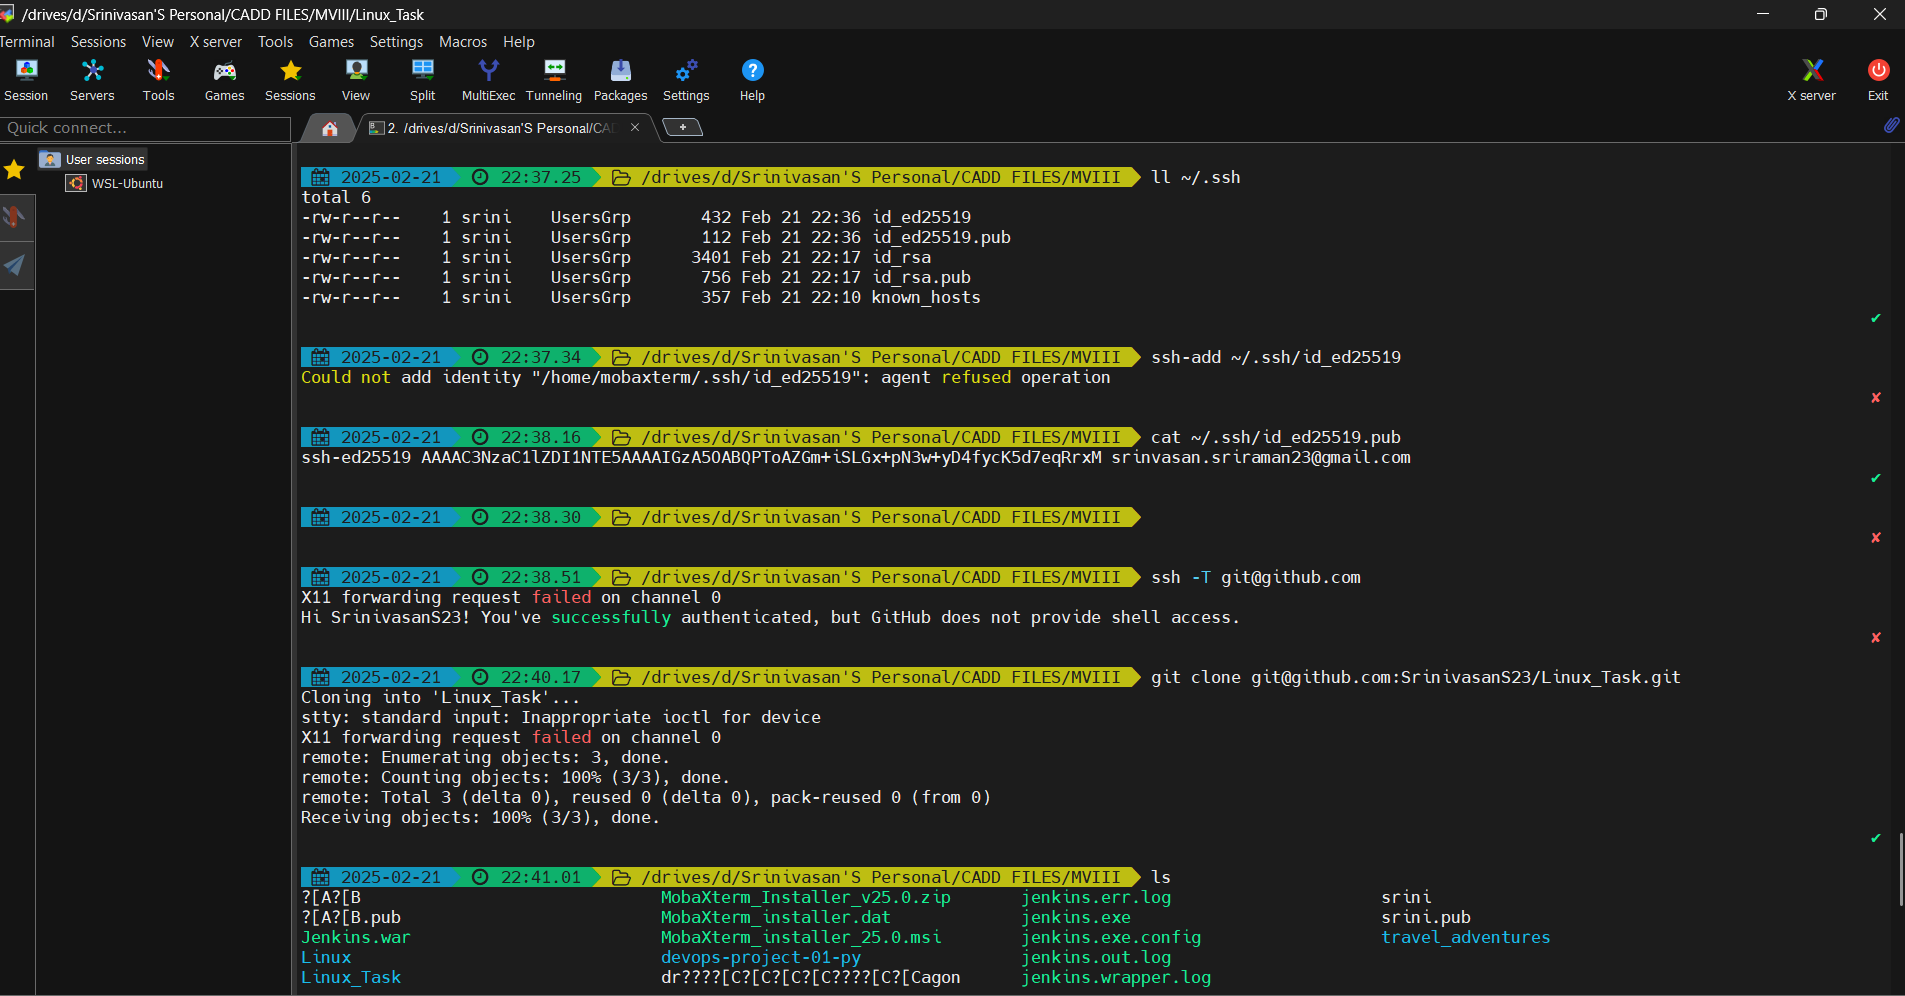 /drives/d/Srinivasan'S Personal/CADD FILES/MVIII/Linux_Task
Terminal Sessions View X server Tools Games Settings Macros Help
Session Servers Tools Games Sessions View Split MultiExec Tunneling Packages Settings Help X server Exit
Quick connect...
2. /drives/d/Srinivasan'S Personal/CA
User sessions
WSL-Ubuntu
2025-02-21 22:37.25 /drives/d/Srinivasan'S Personal/CADD FILES/MVIII ll ~/.ssh
total 6
-rw-r--r-- 1 srini UsersGrp 432 Feb 21 22:36 id_ed25519
-rw-r--r-- 1 srini UsersGrp 112 Feb 21 22:36 id_ed25519.pub
-rw-r--r-- 1 srini UsersGrp 3401 Feb 21 22:17 id_rsa
-rw-r--r-- 1 srini UsersGrp 756 Feb 21 22:17 id_rsa.pub
-rw-r--r-- 1 srini UsersGrp 357 Feb 21 22:10 known_hosts
2025-02-21 22:37.34 /drives/d/Srinivasan'S Personal/CADD FILES/MVIII ssh-add ~/.ssh/id_ed25519
Could not add identity "/home/mobaxterm/.ssh/id_ed25519": agent refused operation
2025-02-21 22:38.16 /drives/d/Srinivasan'S Personal/CADD FILES/MVIII cat ~/.ssh/id_ed25519.pub
ssh-ed25519 AAAAC3NzaC1lZDI1NTE5AAAAIGzA5OABQPToAZGm+iSLGx+pN3w+yD4fycK5d7eqRrxM srinvasan.sriraman23@gmail.com
2025-02-21 22:38.30 /drives/d/Srinivasan'S Personal/CADD FILES/MVIII
2025-02-21 22:38.51 /drives/d/Srinivasan'S Personal/CADD FILES/MVIII ssh -T git@github.com
X11 forwarding request failed on channel 0
Hi SrinivasanS23! You've successfully authenticated, but GitHub does not provide shell access.
2025-02-21 22:40.17 /drives/d/Srinivasan'S Personal/CADD FILES/MVIII git clone git@github.com:SrinivasanS23/Linux_Task.git
Cloning into 'Linux_Task'...
stty: standard input: Inappropriate ioctl for device
X11 forwarding request failed on channel 0
remote: Enumerating objects: 3, done.
remote: Counting objects: 100% (3/3), done.
remote: Total 3 (delta 0), reused 0 (delta 0), pack-reused 0 (from 0)
Receiving objects: 100% (3/3), done.
2025-02-21 22:41.01 /drives/d/Srinivasan'S Personal/CADD FILES/MVIII ls
?[A?[B MobaXterm_Installer_v25.0.zip jenkins.err.log srini
?[A?[B.pub MobaXterm_installer.dat jenkins.exe srini.pub
Jenkins.war MobaXterm_installer_25.0.msi jenkins.exe.config travel_adventures
Linux devops-project-01-py jenkins.out.log
Linux_Task dr????[C?[C?[C?[C????[C?[Cagon jenkins.wrapper.log